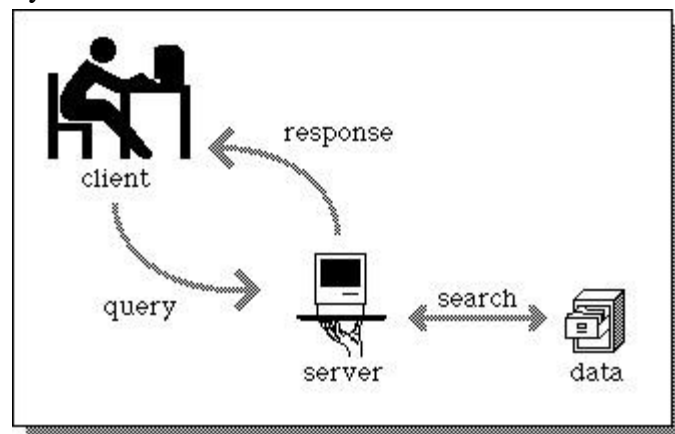 response
client
query
search
server
data